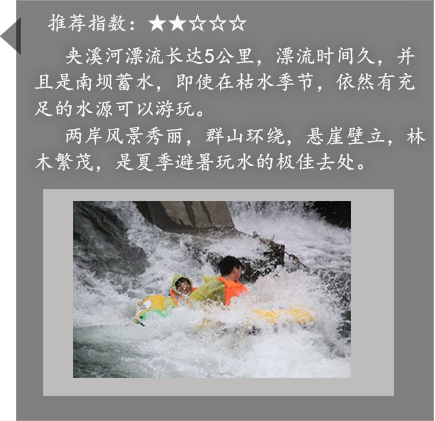 推荐指数：★★☆☆☆
夹溪河漂流长达5公里，漂流时间久，并
且是南坝蓄水，即使在枯水季节，依然有充
足的水源可以游玩。
两岸风景秀丽，群山环绕，悬崖壁立，林
木繁茂，是夏季避暑玩水的极佳去处。